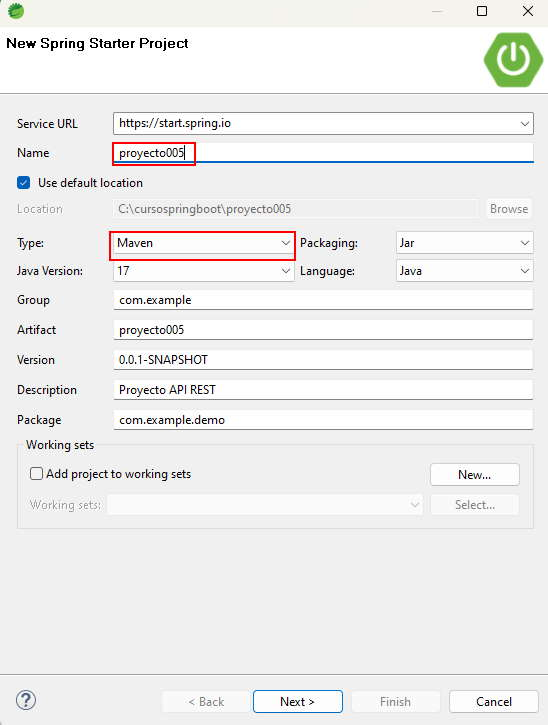 New Spring Starter Project
Service URL https://start.spring.io
Name proyecto005
Use default location
Location C:\cursospringboot\proyecto005 Browse
Type: Maven Packaging: Jar
Java Version: 17 Language: Java
Group com.example
Artifact proyecto005
Version 0.0.1-SNAPSHOT
Description Proyecto API REST
Package com.example.demo
Working sets
Add project to working sets New...
Working sets: Select...
? < Back Next > Finish Cancel